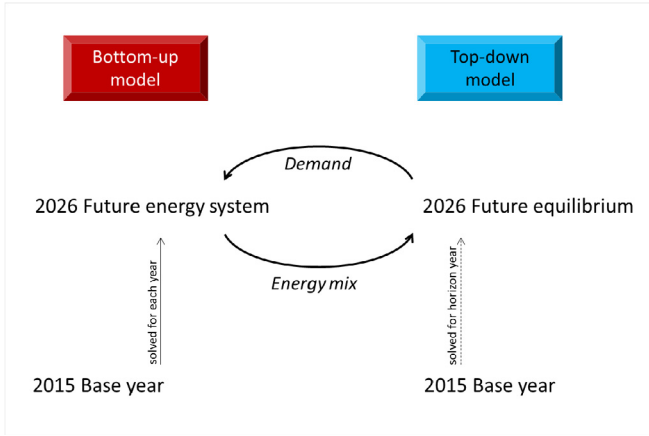 Bottom-up
model
Top-down
model
Demand
2026 Future energy system
2026 Future equilibrium
Energy mix
solved for each year
solved for horizon year
2015 Base year
2015 Base year